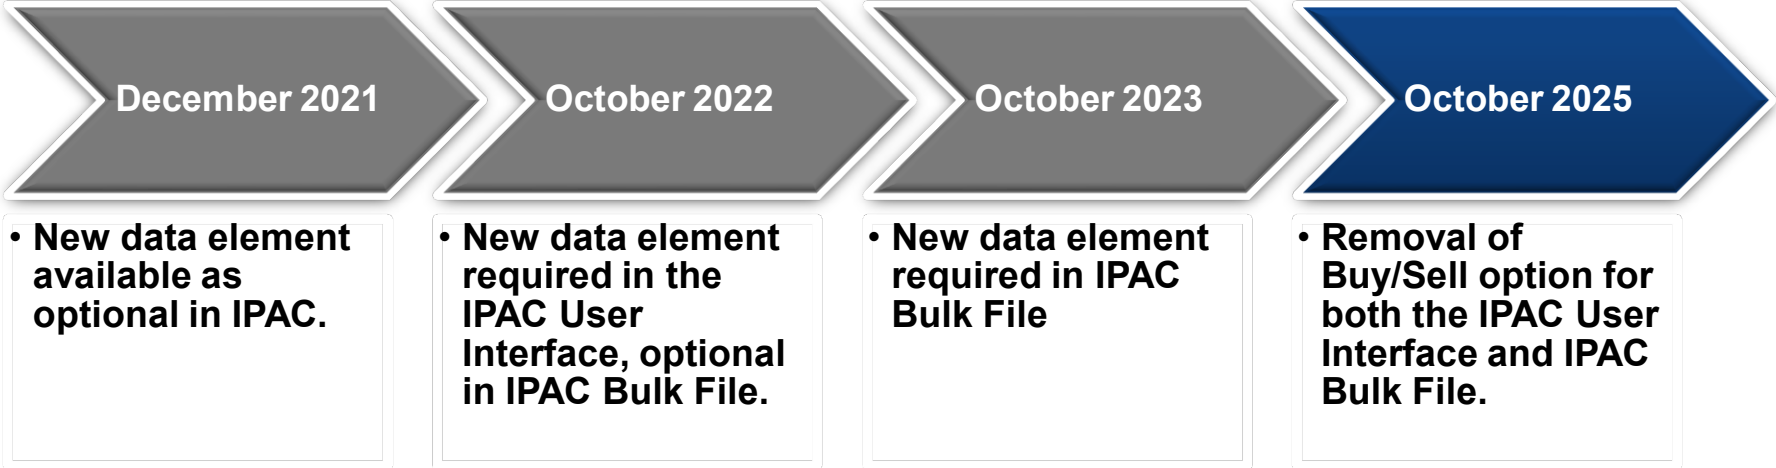 December 2021
• New data element
available as
optional in IPAC.
October 2022
• New data element
required in the
IPAC User
Interface, optional
in IPAC Bulk File.
October 2023
• New data element
required in IPAC
Bulk File
October 2025
• Removal of
Buy/Sell option for
both the IPAC User
Interface and IPAC
Bulk File.